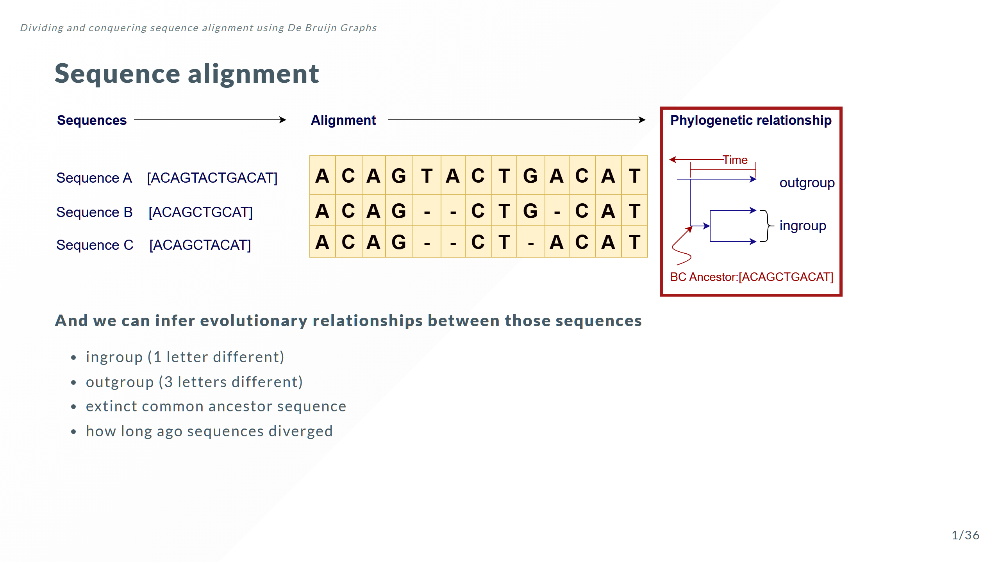 Dividing and conquering sequence alignment using De Bruijn Graphs
Sequence alignment
Sequences
Alignment
Phylogenetic relationship
Sequence A [ACAGTACTGACAT]
Sequence B [ACAGCTGCAT]
Sequence C [ACAGCTACAT]
A C A G T A C T G A C A T
A C A G - - C T G - C A T
A C A G - - C T - A C A T
Time
outgroup
ingroup
BC Ancestor:[ACAGCTGACAT]
And we can infer evolutionary relationships between those sequences
• ingroup (1 letter different)
• outgroup (3 letters different)
• extinct common ancestor sequence
• how long ago sequences diverged
1/36